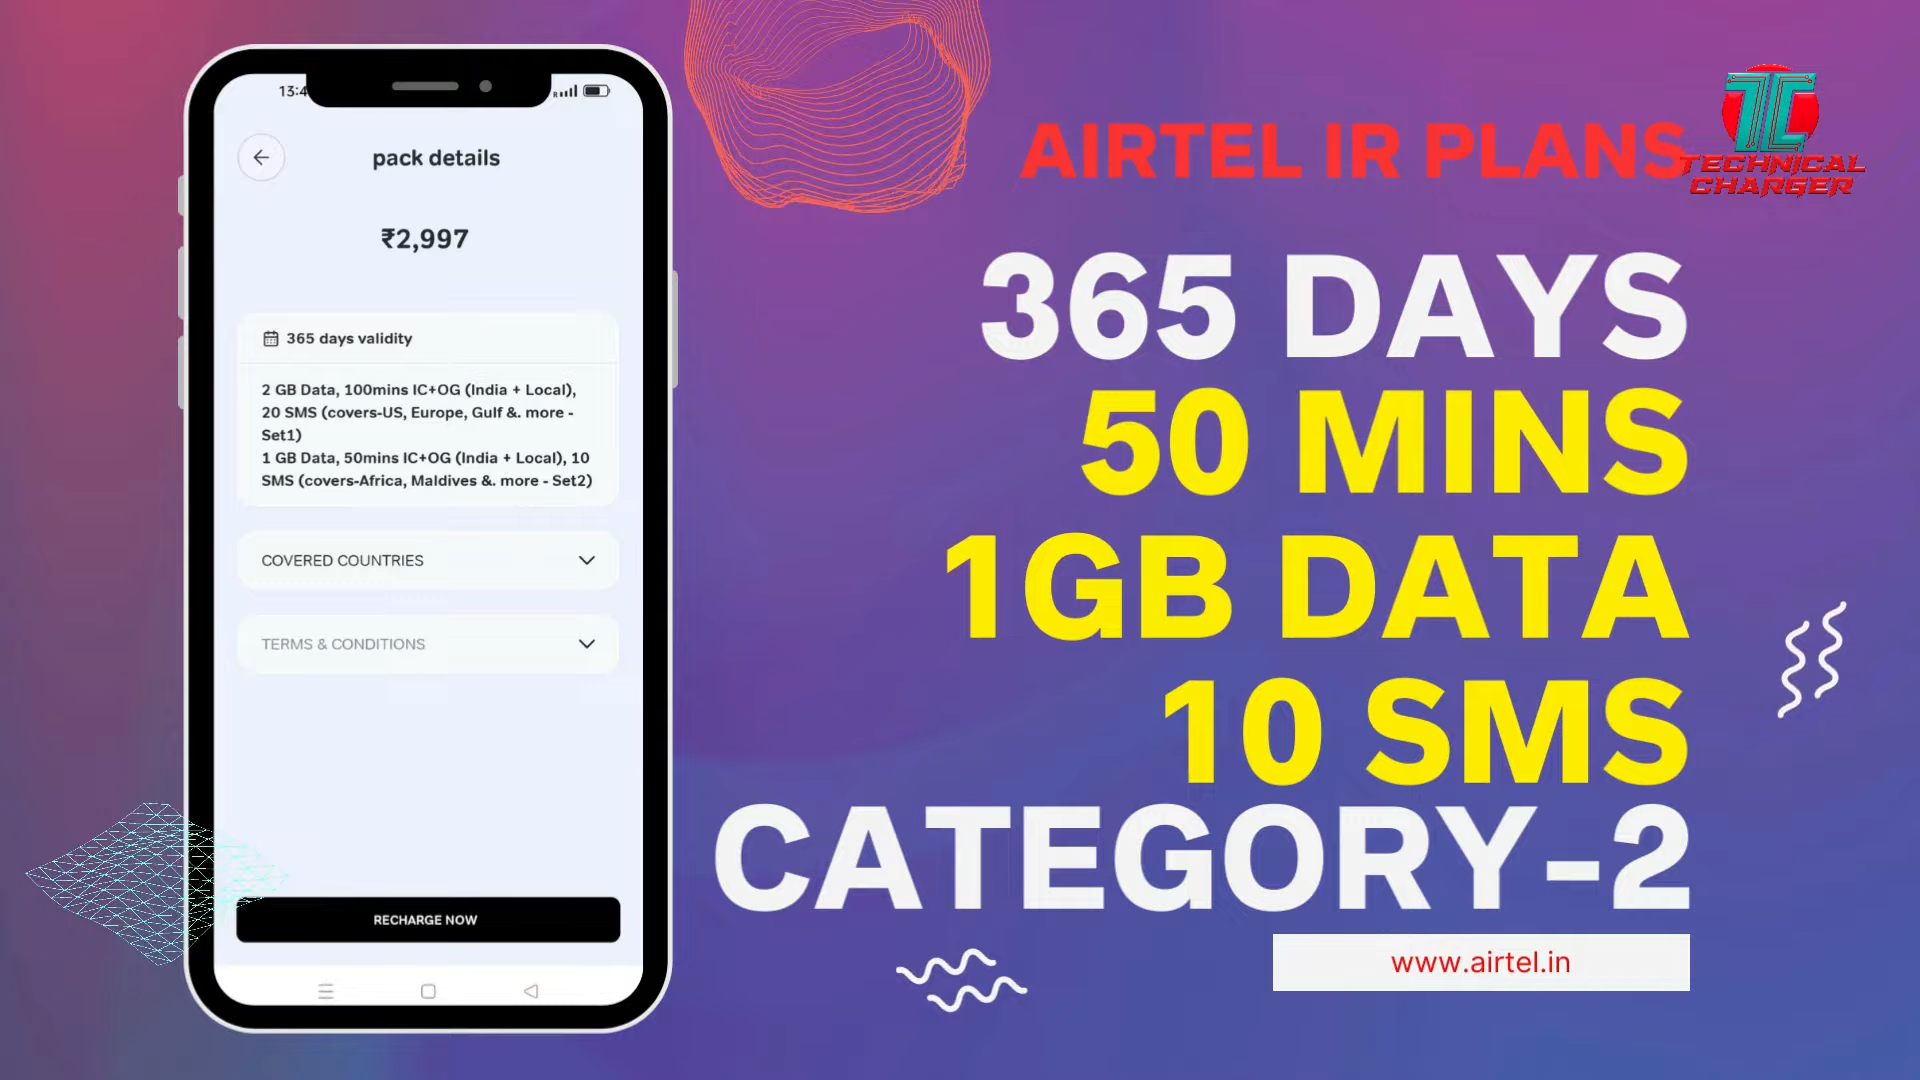 13:4
pack details
₹2,997
365 days validity
2 GB Data, 100mins IC+OG (India + Local),
20 SMS (covers-US, Europe, Gulf &. more -
Set1)
1 GB Data, 50mins IC+OG (India + Local), 10
SMS (covers-Africa, Maldives &. more - Set2)
COVERED COUNTRIES
TERMS & CONDITIONS
RECHARGE NOW
AIRTEL IR PLANS
TECHNICAL
CHARGER
365 DAYS
50 MINS
1GB DATA
10 SMS
CATEGORY-2
www.airtel.in